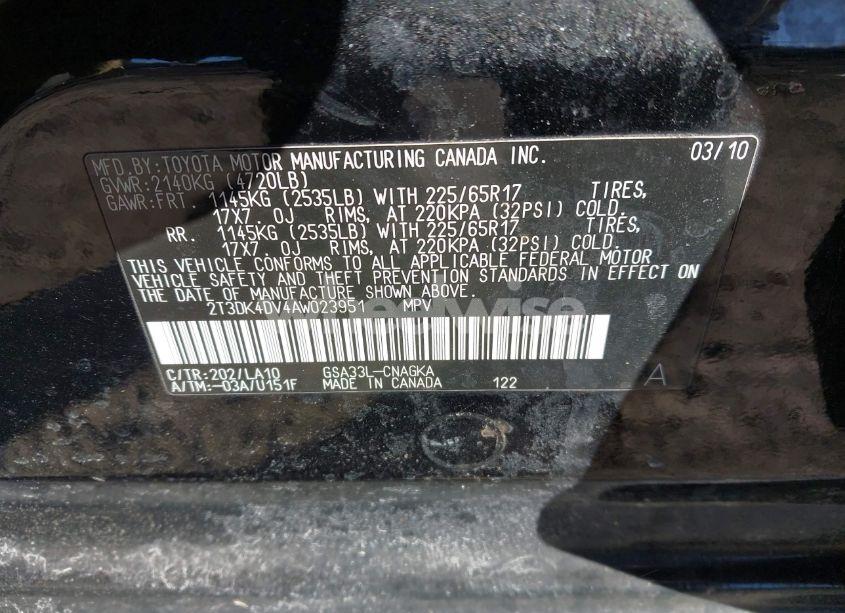 MFD. BY: TOYOTA MOTOR MANUFACTURING CANADA INC. 03/10
GVWR: 2140KG (4720LB)
GAWR: FRT. 1145KG (2535LB) WITH 225/65R17 TIRES,
17X7. 0J RIMS, AT 220KPA (32PSI) COLD.
RR. 1145KG (2535LB) WITH 225/65R17 TIRES,
17X7 0J RIMS, AT 220KPA (32PSI) COLD.
THIS VEHICLE CONFORMS TO ALL APPLICABLE FEDERAL MOTOR
VEHICLE SAFETY AND THEFT PREVENTION STANDARDS IN EFFECT ON
THE DATE OF MANUFACTURE SHOWN ABOVE.
2T3DK4DV4AW023951 MPV
C/TR: 202/LA10 GSA33L-CNAGKA
A/TM: -03A/U151F MADE IN CANADA 122 A